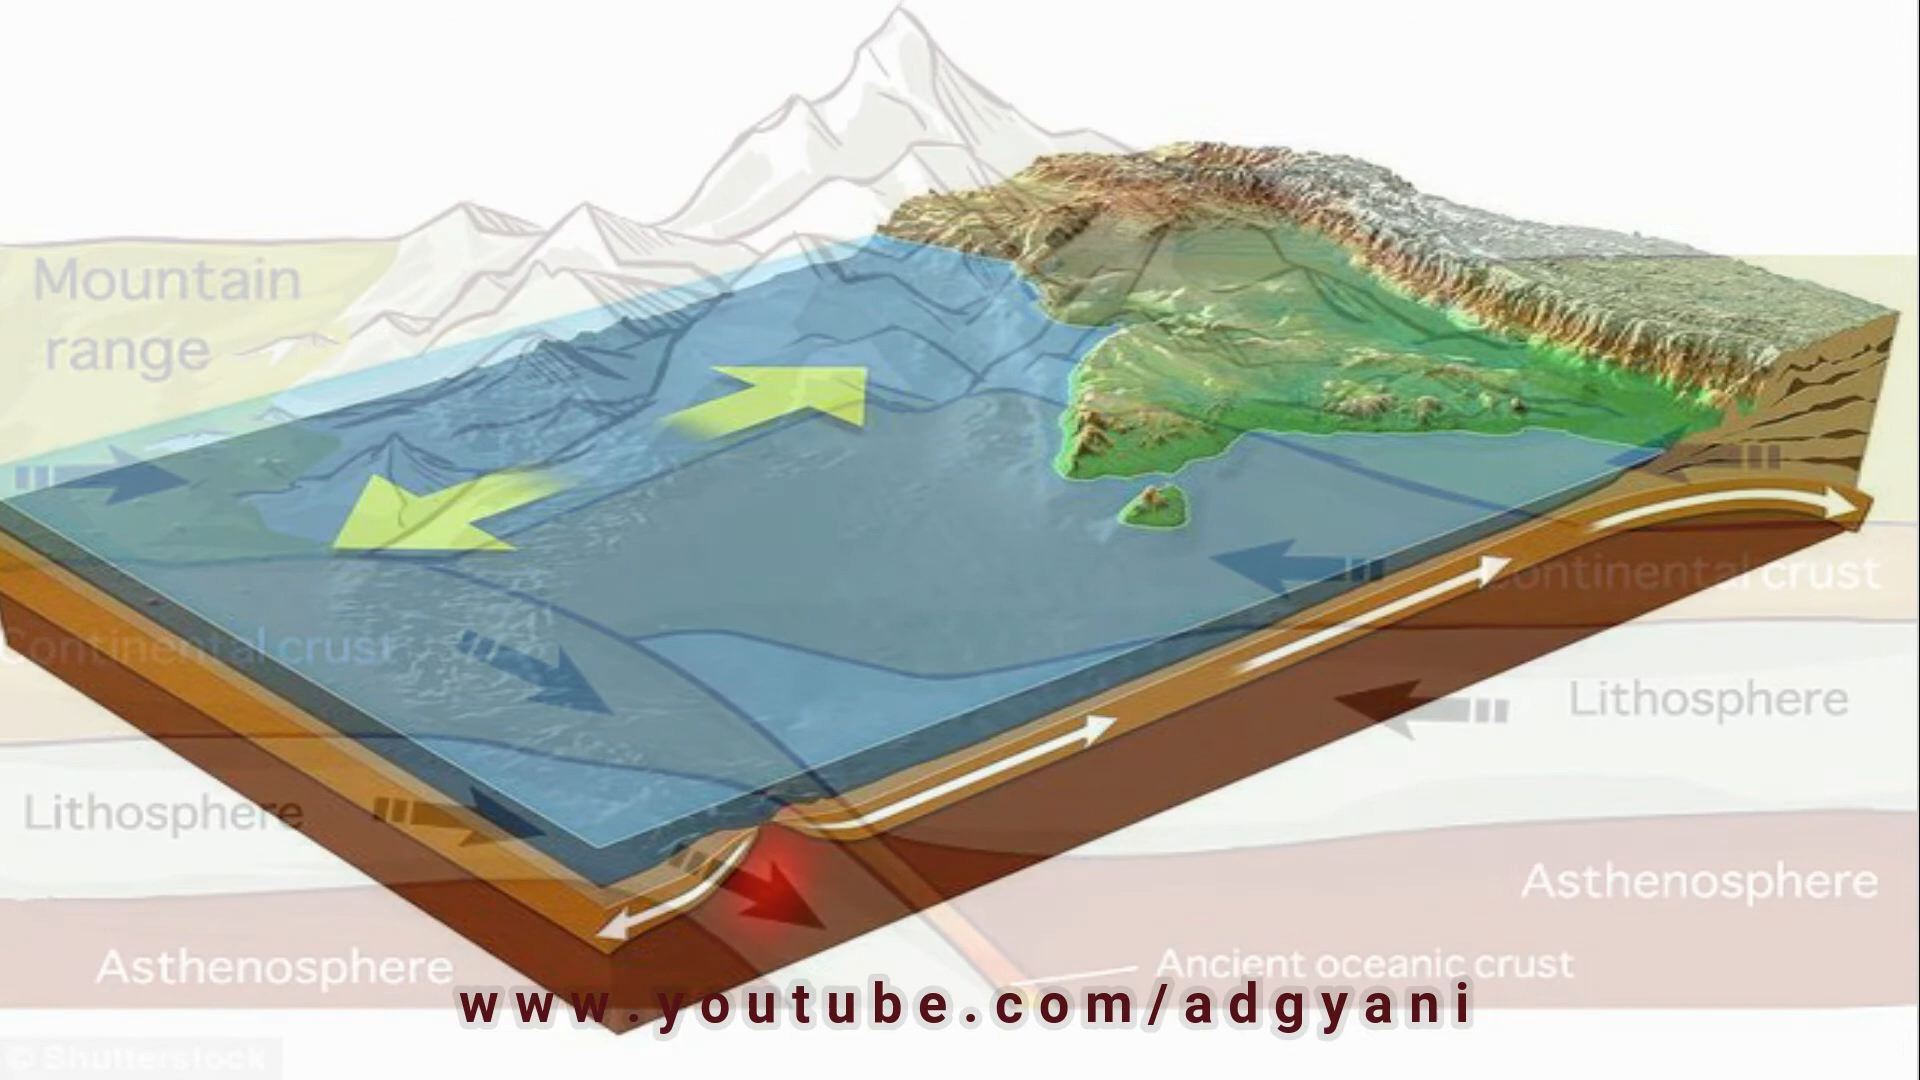 Mountain
range
Continental crust
Continental crust
Lithosphere
Lithosphere
Asthenosphere
Asthenosphere
Ancient oceanic crust
www.youtube.com/adgyani
© Shutterstock